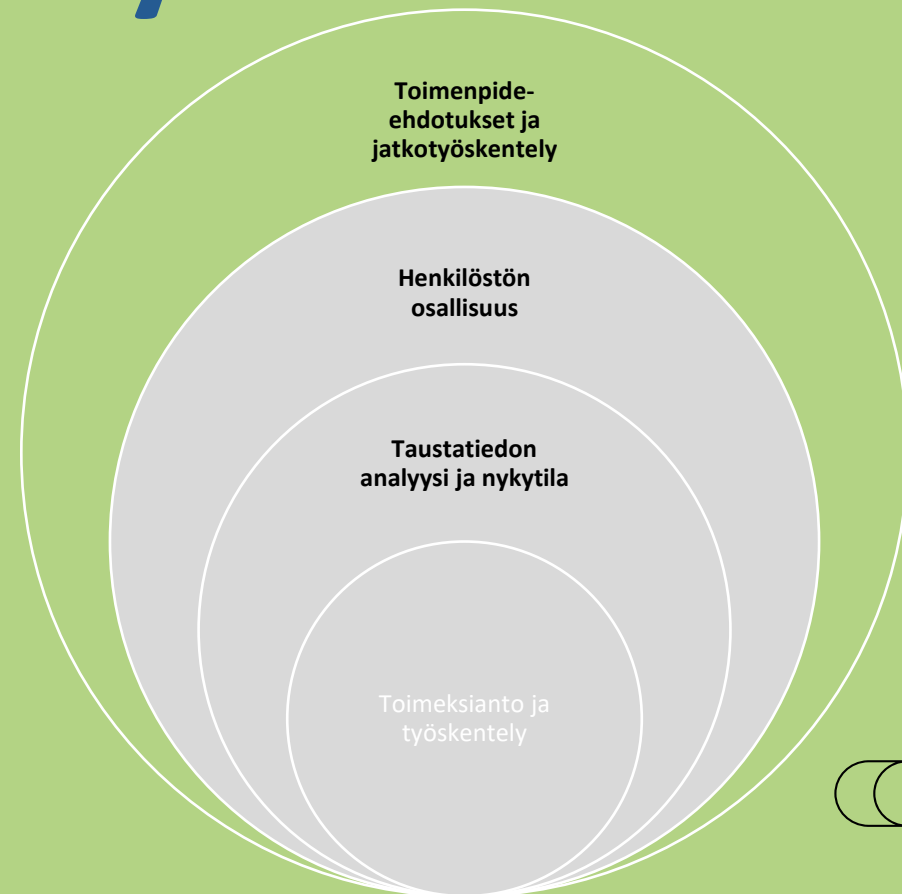 Toimenpide-
ehdotukset ja
jatkotyöskentely
Henkilöstön
osallisuus
Taustatiedon
analyysi ja nykytila
Toimeksianto ja
työskentely